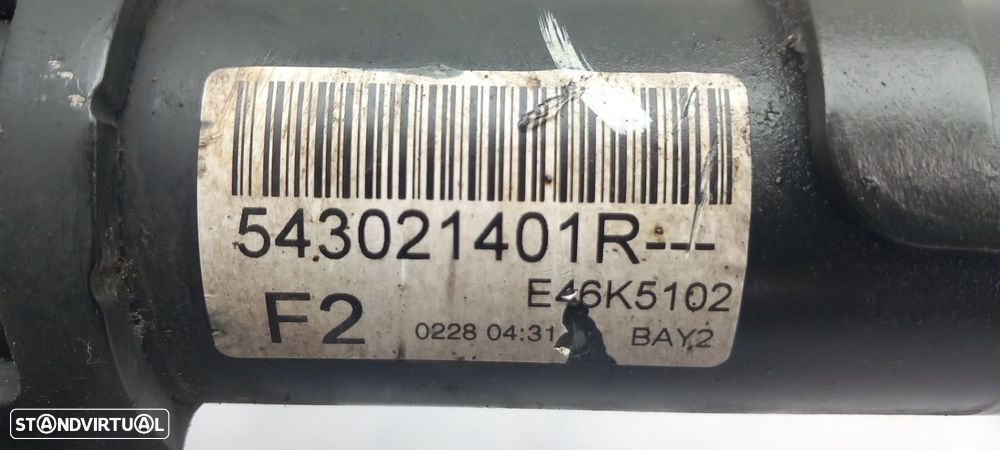 543021401R---
E46K5102
F2
0228 04:31
BAY2
STANDVIRTUAL